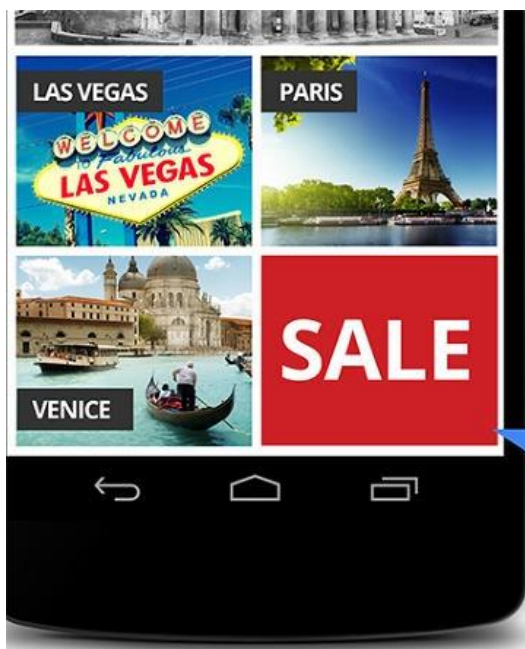 LAS VEGAS
WELCOME
TO Fabulous
LAS VEGAS
NEVADA
PARIS
VENICE
SALE